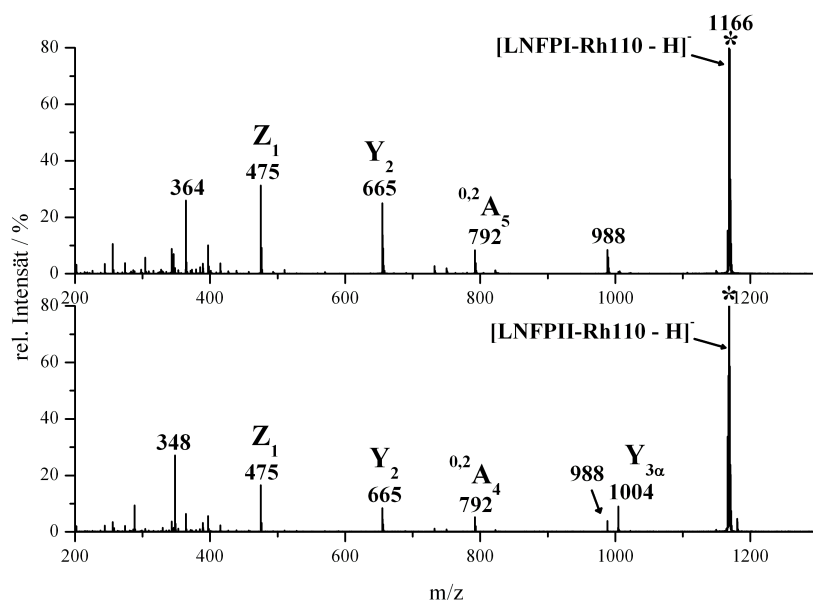 1166
[LNFPI-Rh110 - H]⁻ *
80
60
40
20
0
Z₁
475
Y₂
665
364
⁰,²A₅
792
988
200 400 600 800 1000 1200
rel. Intensät / %
80
60
40
20
0
*
[LNFPII-Rh110 - H]⁻
348
Z₁
475
Y₂
665
⁰,²A₄
792
988
Y₃α
1004
200 400 600 800 1000 1200
m/z